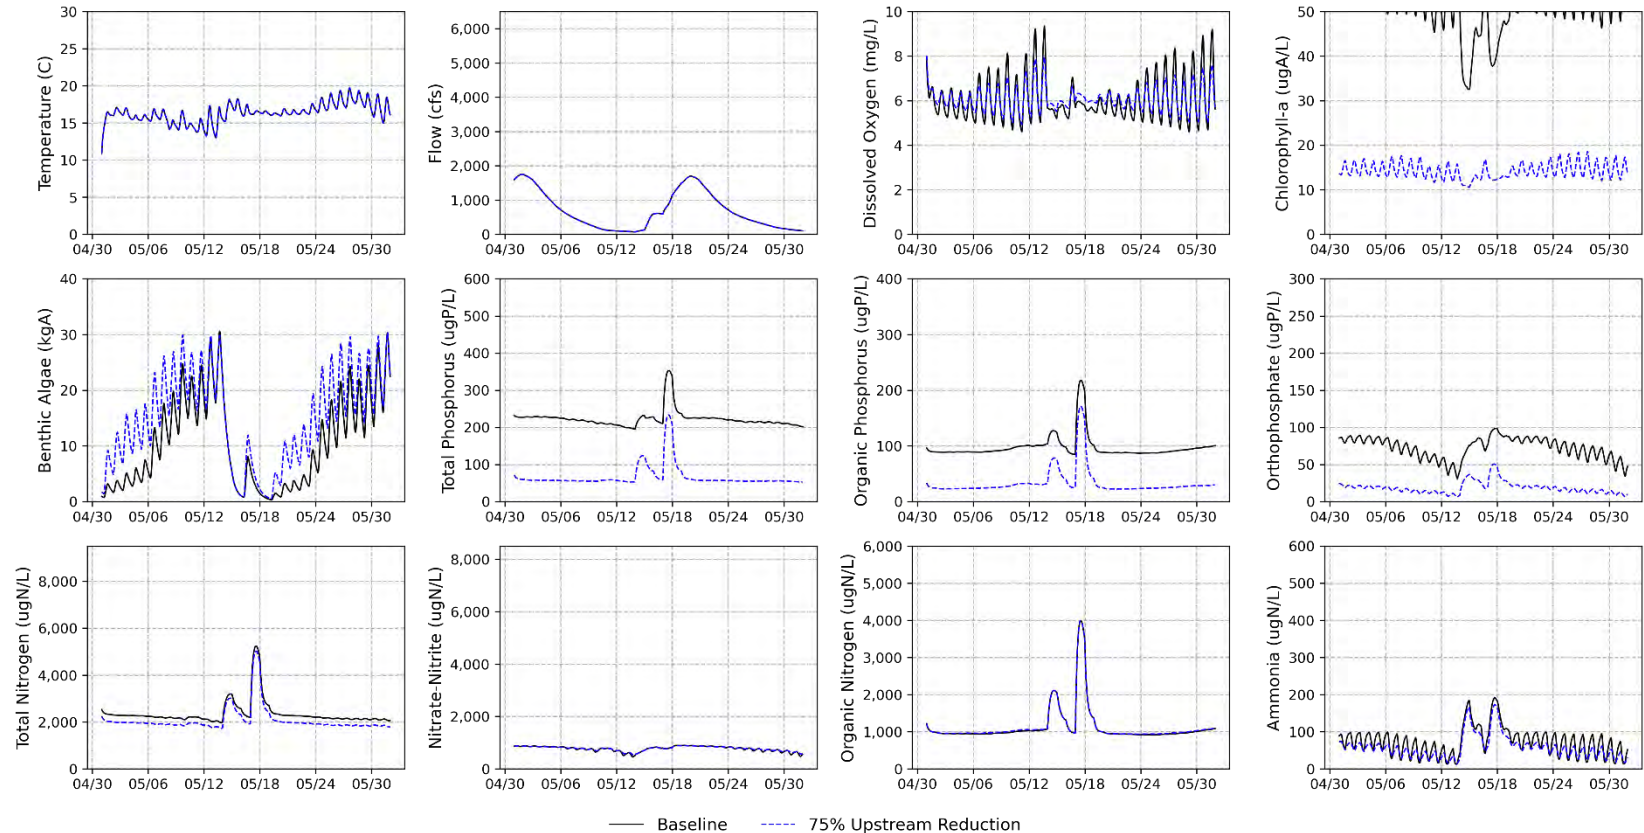 Temperature (C)
30
25
20
15
10
5
0
04/30 05/06 05/12 05/18 05/24 05/30
Flow (cfs)
6,000
5,000
4,000
3,000
2,000
1,000
0
04/30 05/06 05/12 05/18 05/24 05/30
Dissolved Oxygen (mg/L)
10
8
6
4
2
0
04/30 05/06 05/12 05/18 05/24 05/30
Chlorophyll-a (ugA/L)
50
40
30
20
10
0
04/30 05/06 05/12 05/18 05/24 05/30
Benthic Algae (kgA)
40
30
20
10
0
04/30 05/06 05/12 05/18 05/24 05/30
Total Phosphorus (ugP/L)
600
500
400
300
200
100
0
04/30 05/06 05/12 05/18 05/24 05/30
Organic Phosphorus (ugP/L)
400
300
200
100
0
04/30 05/06 05/12 05/18 05/24 05/30
Orthophosphate (ugP/L)
300
250
200
150
100
50
0
04/30 05/06 05/12 05/18 05/24 05/30
Total Nitrogen (ugN/L)
8,000
6,000
4,000
2,000
0
04/30 05/06 05/12 05/18 05/24 05/30
Nitrate-Nitrite (ugN/L)
8,000
6,000
4,000
2,000
0
04/30 05/06 05/12 05/18 05/24 05/30
Organic Nitrogen (ugN/L)
6,000
5,000
4,000
3,000
2,000
1,000
0
04/30 05/06 05/12 05/18 05/24 05/30
Ammonia (ugN/L)
600
500
400
300
200
100
0
04/30 05/06 05/12 05/18 05/24 05/30
Baseline 75% Upstream Reduction